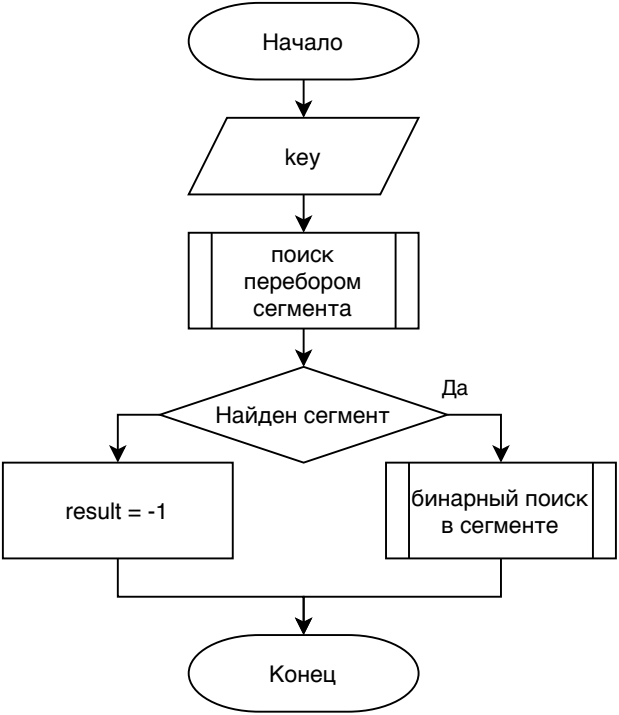 Начало
key
поиск
перебором
сегмента
Найден сегмент
Да
result = -1
бинарный поиск
в сегменте
Конец